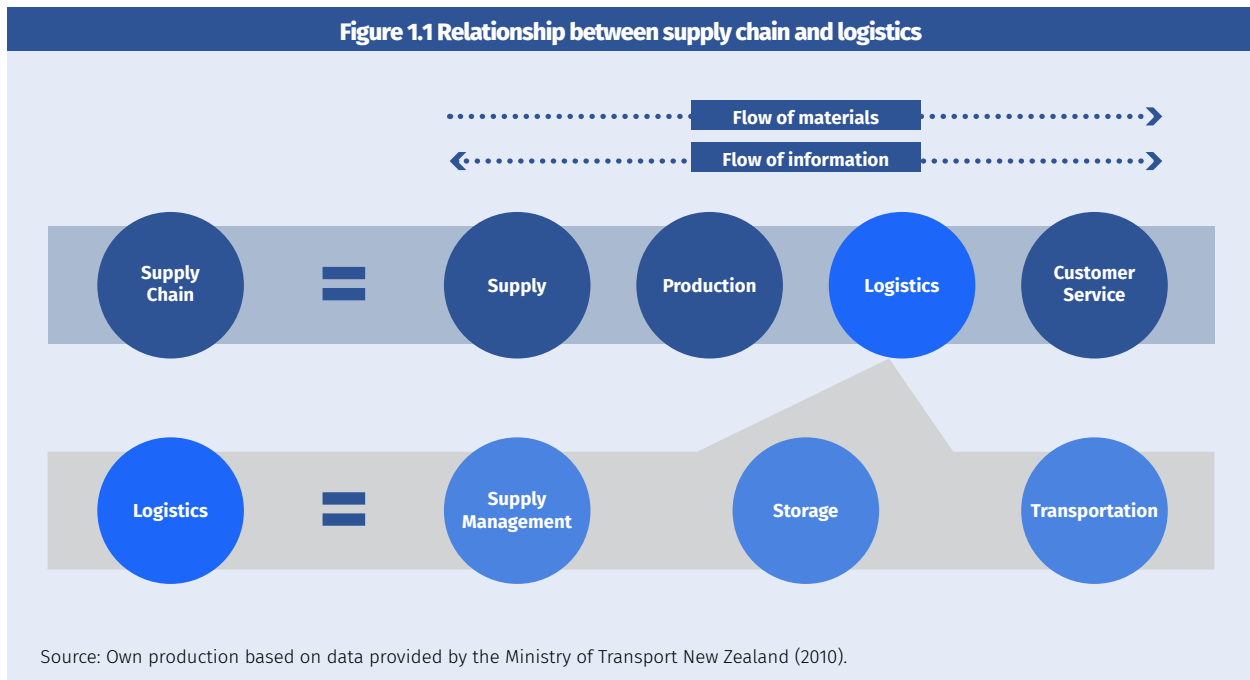 Figure 1.1 Relationship between supply chain and logistics
Flow of materials
Flow of information
Supply
Chain
=
Supply
Production
Logistics
Customer
Service
Logistics
=
Supply
Management
Storage
Transportation
Source: Own production based on data provided by the Ministry of Transport New Zealand (2010).